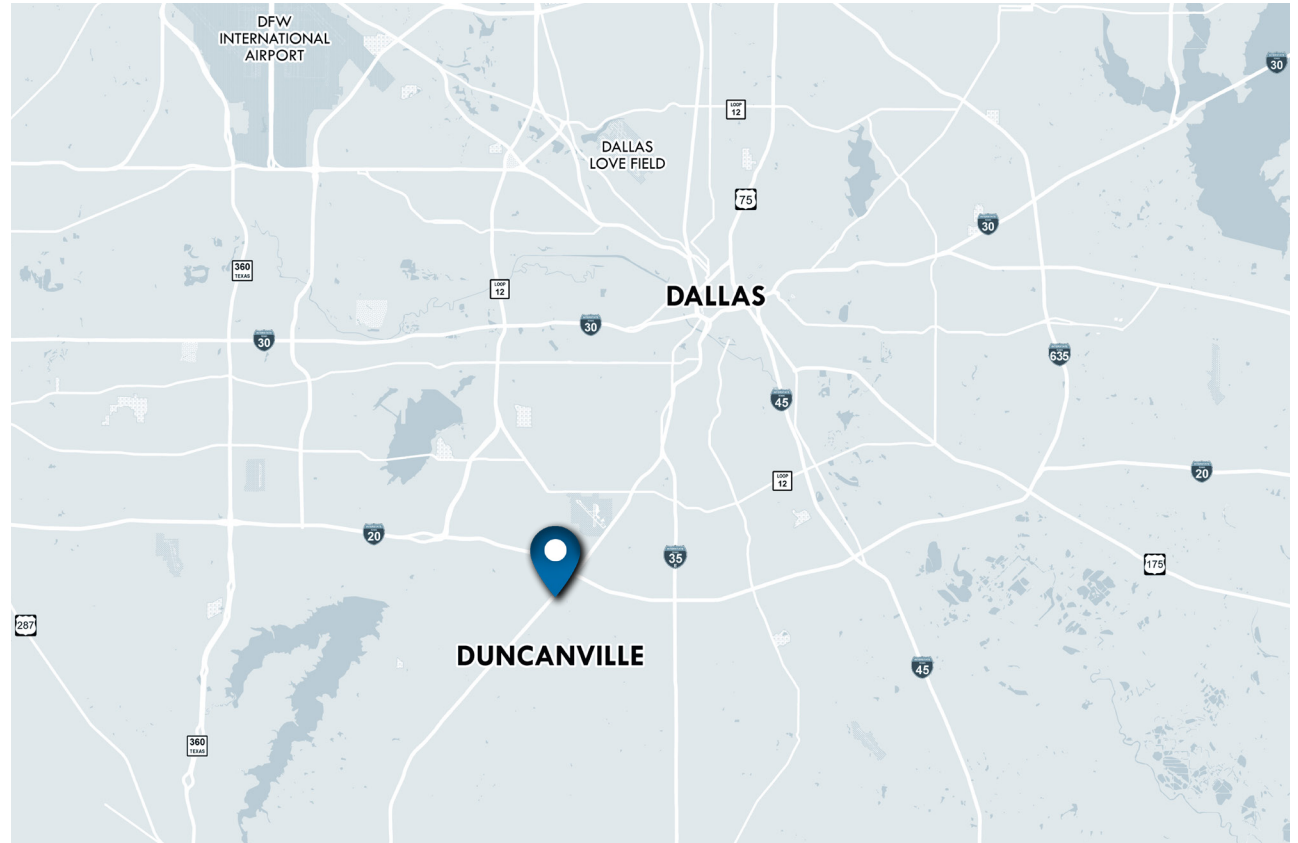 DFW
INTERNATIONAL
AIRPORT
30
LOOP
12
DALLAS
LOVE FIELD
75
30
360
TEXAS
LOOP
12
DALLAS
30
30
635
45
20
LOOP
12
20
35
E
175
287
DUNCANVILLE
45
360
TEXAS